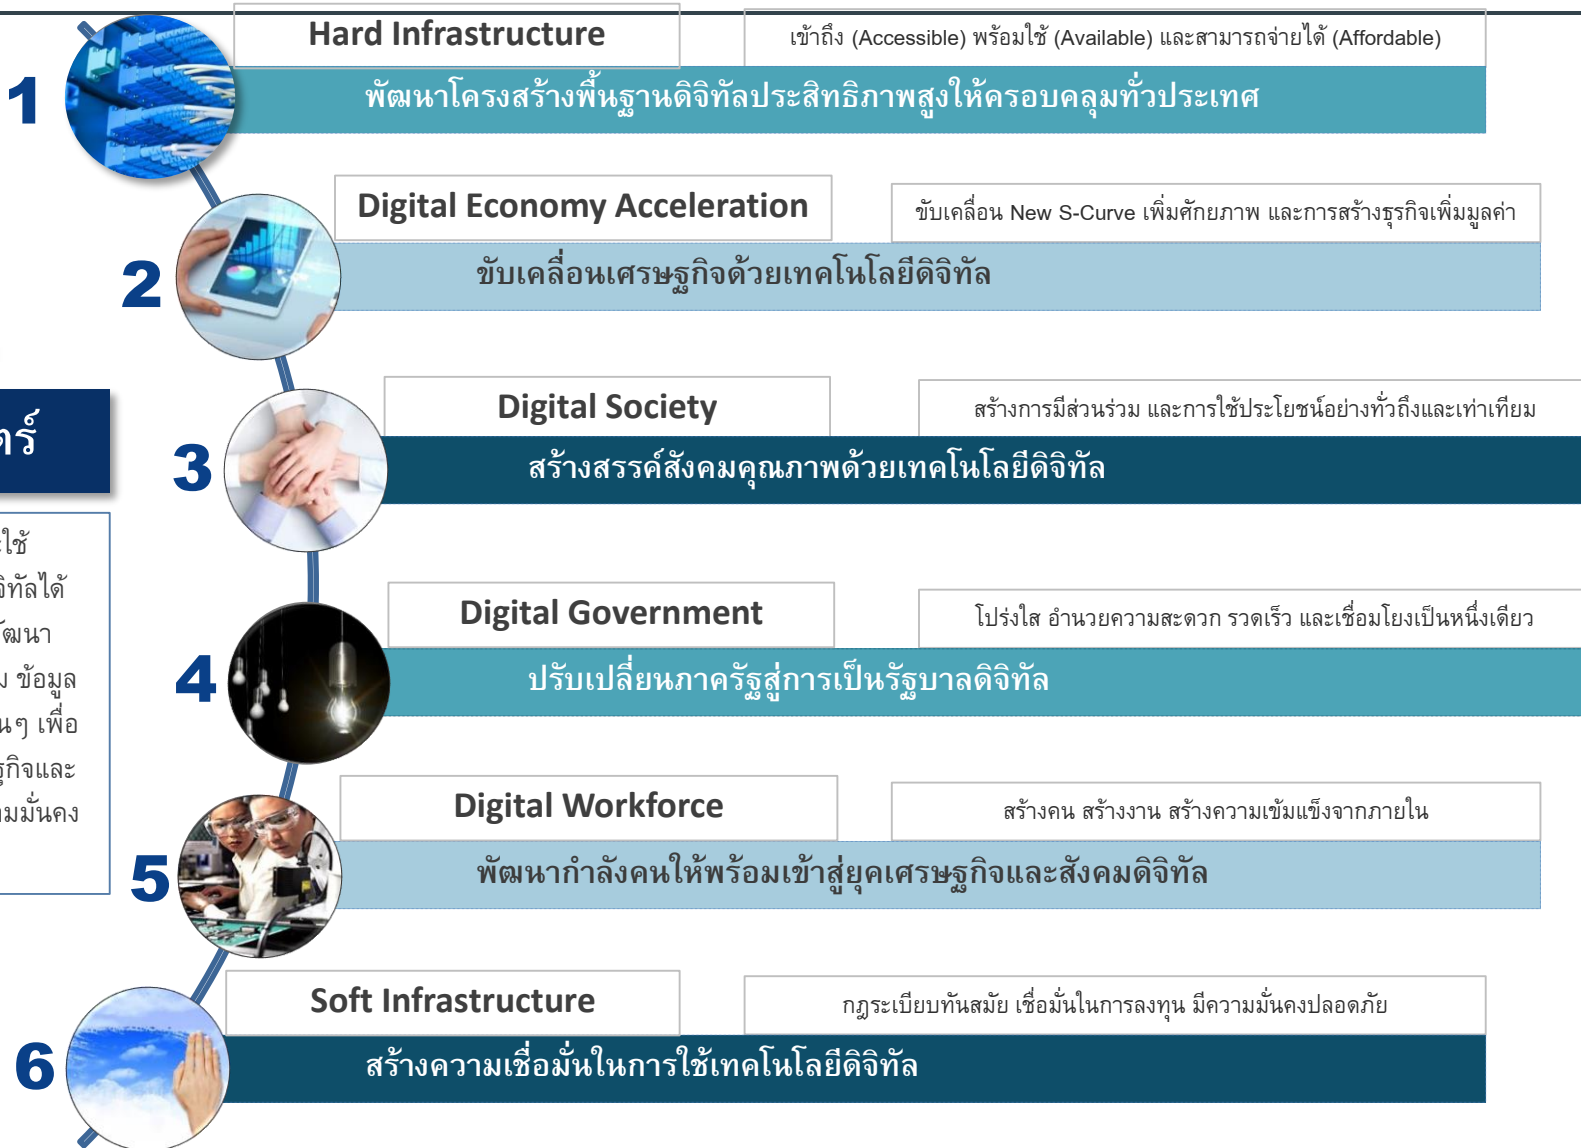 Hard Infrastructure
เข้าถึง (Accessible) พร้อมใช้ (Available) และสามารถจ่ายได้ (Affordable)
1
พัฒนาโครงสร้างพื้นฐานดิจิทัลประสิทธิภาพสูงให้ครอบคลุมทั่วประเทศ
Digital Economy Acceleration
ขับเคลื่อน New S-Curve เพิ่มศักยภาพ และการสร้างธุรกิจเพิ่มมูลค่า
2
ขับเคลื่อนเศรษฐกิจด้วยเทคโนโลยีดิจิทัล
Digital Society
สร้างการมีส่วนร่วม และการใช้ประโยชน์อย่างทั่วถึงและเท่าเทียม
3
สร้างสรรค์สังคมคุณภาพด้วยเทคโนโลยีดิจิทัล
Digital Government
โปร่งใส อำนวยความสะดวก รวดเร็ว และเชื่อมโยงเป็นหนึ่งเดียว
4
ปรับเปลี่ยนภาครัฐสู่การเป็นรัฐบาลดิจิทัล
Digital Workforce
สร้างคน สร้างงาน สร้างความเข้มแข็งจากภายใน
5
พัฒนากำลังคนให้พร้อมเข้าสู่ยุคเศรษฐกิจและสังคมดิจิทัล
Soft Infrastructure
กฎระเบียบทันสมัย เชื่อมั่นในการลงทุน มีความมั่นคงปลอดภัย
6
สร้างความเชื่อมั่นในการใช้เทคโนโลยีดิจิทัล
ใช้
ได้
ข้อมูล
เพื่อ
และ
มั่นคง